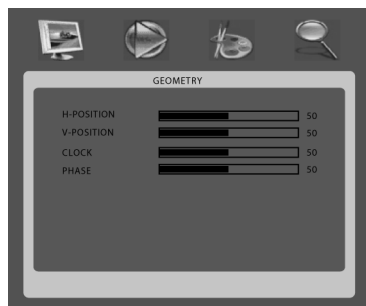 GEOMETRY
H-POSITION 50
V-POSITION 50
CLOCK 50
PHASE 50